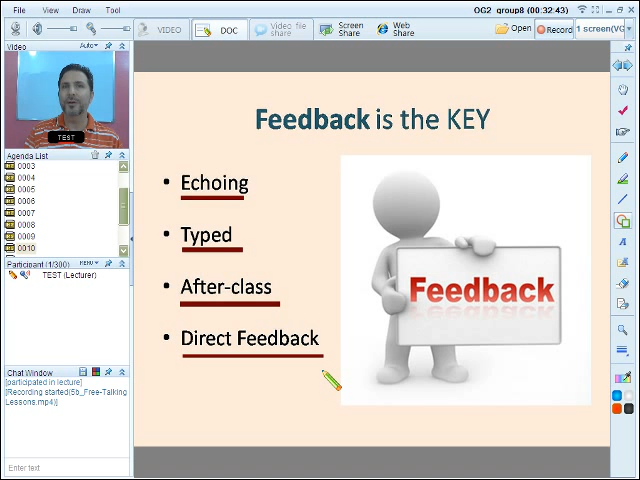 File View Draw Tool OG2_group8 (00:32:43)
VIDEO DOC Video file share Screen Share Web Share Open Record 1 screen(VG
Video Auto
TEST
Agenda List
0003
0004
0005
0006
0007
0008
0009
0010
Participant (1/300) MENU
TEST (Lecturer)
Chat Window
[participated in lecture]
[Recording started(5b_Free-Talking
Lessons.mp4)]
Enter text
Feedback is the KEY
• Echoing
• Typed
• After-class
• Direct Feedback
Feedback
A